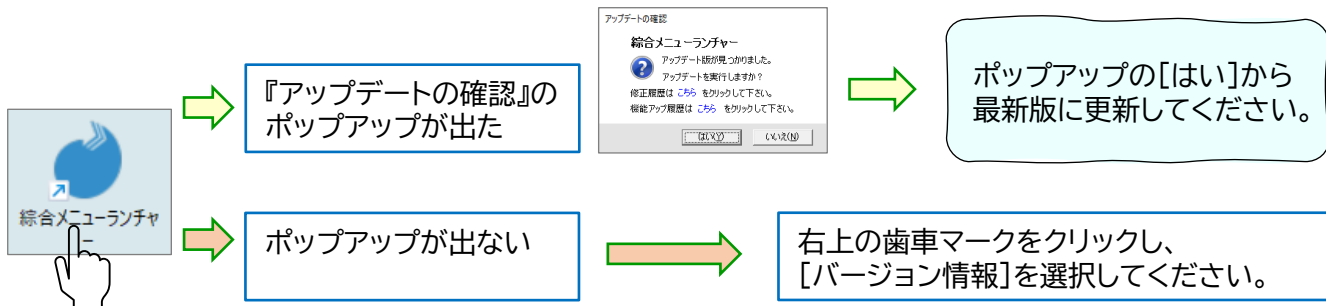 綜合メニューランチャ
ー
『アップデートの確認』の
ポップアップが出た
アップデートの確認
綜合メニューランチャー
アップデート版が見つかりました。
アップデートを実行しますか？
修正履歴は こちら をクリックして下さい。
機能アップ履歴は こちら をクリックして下さい。
はい(Y)
いいえ(N)
ポップアップの[はい]から
最新版に更新してください。
ポップアップが出ない
右上の歯車マークをクリックし、
[バージョン情報]を選択してください。